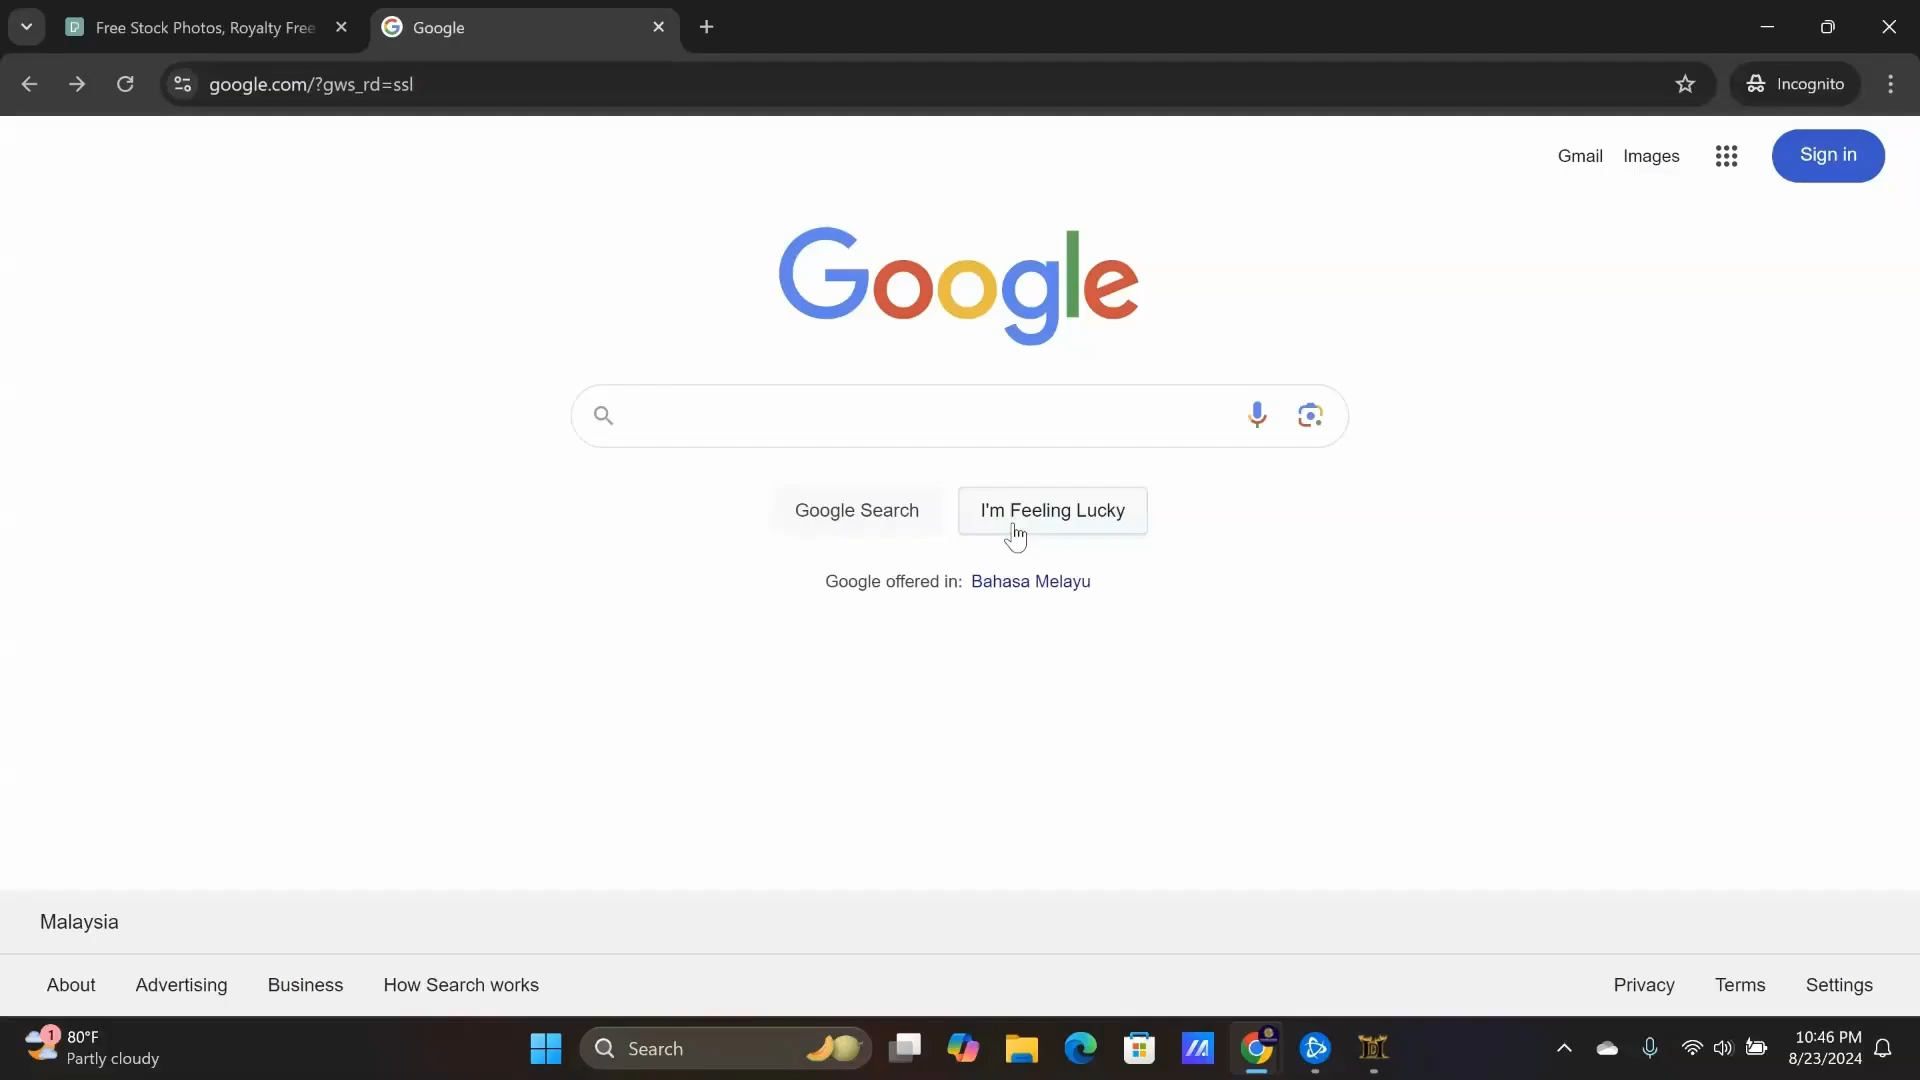 Free Stock Photos, Royalty Free
Google
google.com/?gws_rd=ssl
Incognito
Gmail Images Sign in
Google
Google Search I'm Feeling Lucky
Google offered in: Bahasa Melayu
Malaysia
About Advertising Business How Search works Privacy Terms Settings
1 80°F
Partly cloudy
Search
10:46 PM
8/23/2024